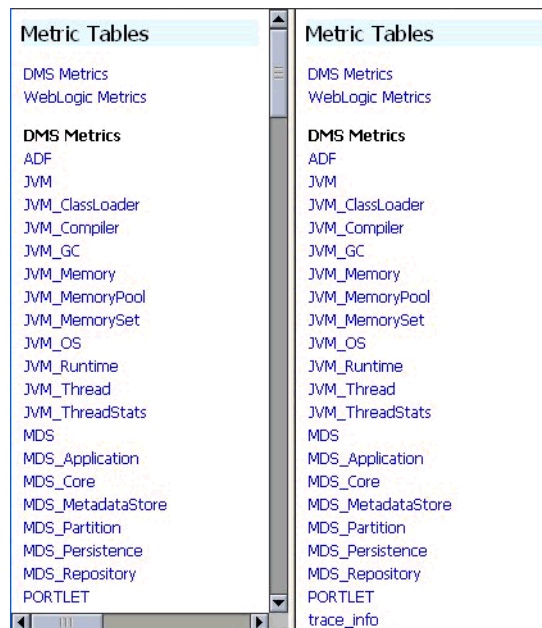 Metric Tables
DMS Metrics
WebLogic Metrics
DMS Metrics
ADF
JVM
JVM_ClassLoader
JVM_Compiler
JVM_GC
JVM_Memory
JVM_MemoryPool
JVM_MemorySet
JVM_OS
JVM_Runtime
JVM_Thread
JVM_ThreadStats
MDS
MDS_Application
MDS_Core
MDS_MetadataStore
MDS_Partition
MDS_Persistence
MDS_Repository
PORTLET
Metric Tables
DMS Metrics
WebLogic Metrics
DMS Metrics
ADF
JVM
JVM_ClassLoader
JVM_Compiler
JVM_GC
JVM_Memory
JVM_MemoryPool
JVM_MemorySet
JVM_OS
JVM_Runtime
JVM_Thread
JVM_ThreadStats
MDS
MDS_Application
MDS_Core
MDS_MetadataStore
MDS_Partition
MDS_Persistence
MDS_Repository
PORTLET
trace_info